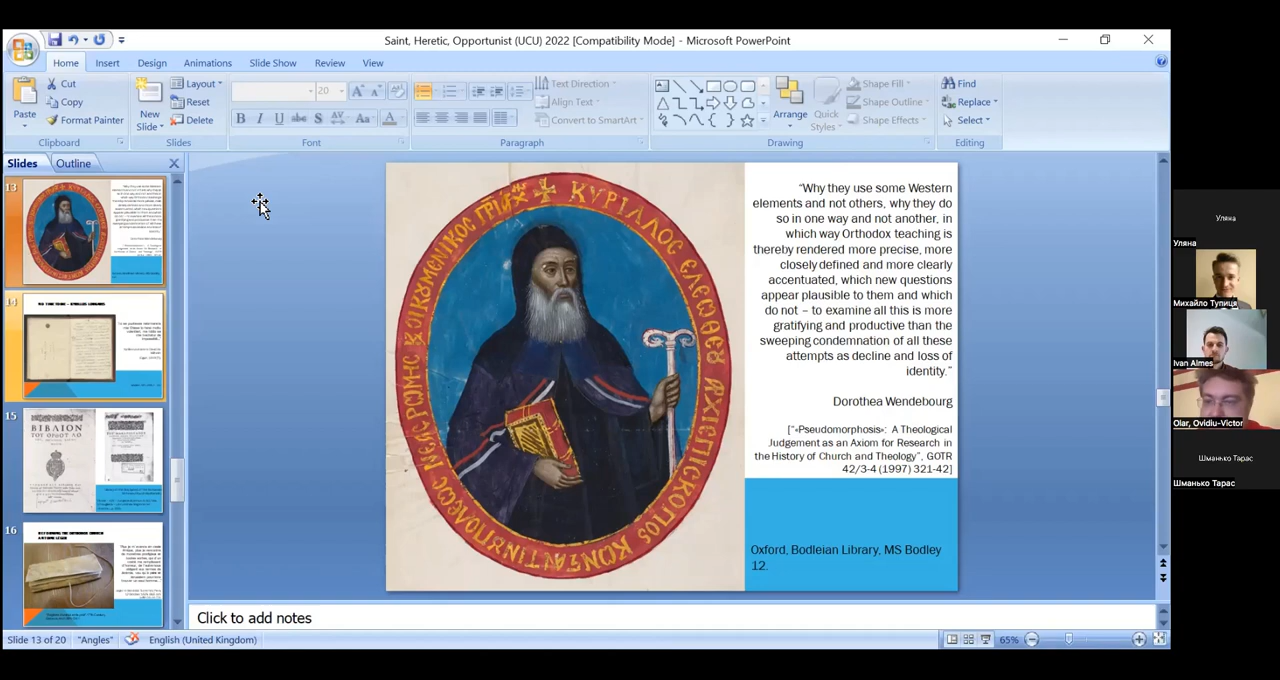 Saint, Heretic, Opportunist (UCU) 2022 [Compatibility Mode] - Microsoft PowerPoint
Home Insert Design Animations Slide Show Review View
Cut
Copy
Format Painter
Paste
Clipboard
New
Slide
Layout
Reset
Delete
Slides
20
Font
Text Direction
Align Text
Convert to SmartArt
Paragraph
Arrange
Quick
Styles
Shape Fill
Shape Outline
Shape Effects
Drawing
Find
Replace
Select
Editing
Slides Outline
13
14
15
ΒΙΒΛΙΟΝ
ΤΟΥ ΟΡΘΟΥ ΛΟ
16
“Why they use some Western
elements and not others, why they do
so in one way and not another, in
which way Orthodox teaching is
thereby rendered more precise, more
closely defined and more clearly
accentuated, which new questions
appear plausible to them and which
do not – to examine all this is more
gratifying and productive than the
sweeping condemnation of all these
attempts as decline and loss of
identity.”
Dorothea Wendebourg
[“«Pseudomorphosis»: A Theological
Judgement as an Axiom for Research in
the History of Church and Theology”, GOTR
42/3-4 (1997) 321-42]
Oxford, Bodleian Library, MS Bodley
12.
Click to add notes
Slide 13 of 20 "Angles" English (United Kingdom) 65%
Уляна
Уляна
Михайло Тупиця
Ivan Almes
Olar, Ovidiu-Victor
Шманько Тарас
Шманько Тарас